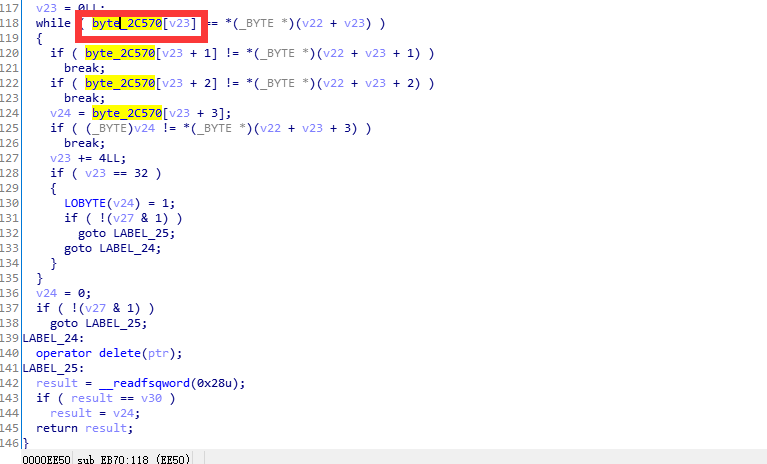 117 v23 = 0LL;
118 while ( byte_2C570[v23] == *(_BYTE *)(v22 + v23) )
119 {
120 if ( byte_2C570[v23 + 1] != *(_BYTE *)(v22 + v23 + 1) )
121 break;
122 if ( byte_2C570[v23 + 2] != *(_BYTE *)(v22 + v23 + 2) )
123 break;
124 v24 = byte_2C570[v23 + 3];
125 if ( (_BYTE)v24 != *(_BYTE *)(v22 + v23 + 3) )
126 break;
127 v23 += 4LL;
128 if ( v23 == 32 )
129 {
130 LOBYTE(v24) = 1;
131 if ( !(v27 & 1) )
132 goto LABEL_25;
133 goto LABEL_24;
134 }
135 }
136 v24 = 0;
137 if ( !(v27 & 1) )
138 goto LABEL_25;
139 LABEL_24:
140 operator delete(ptr);
141 LABEL_25:
142 result = __readfsqword(0x28u);
143 if ( result == v30 )
144 result = v24;
145 return result;
146 }
0000EE50 sub EB70:118 (EE50)